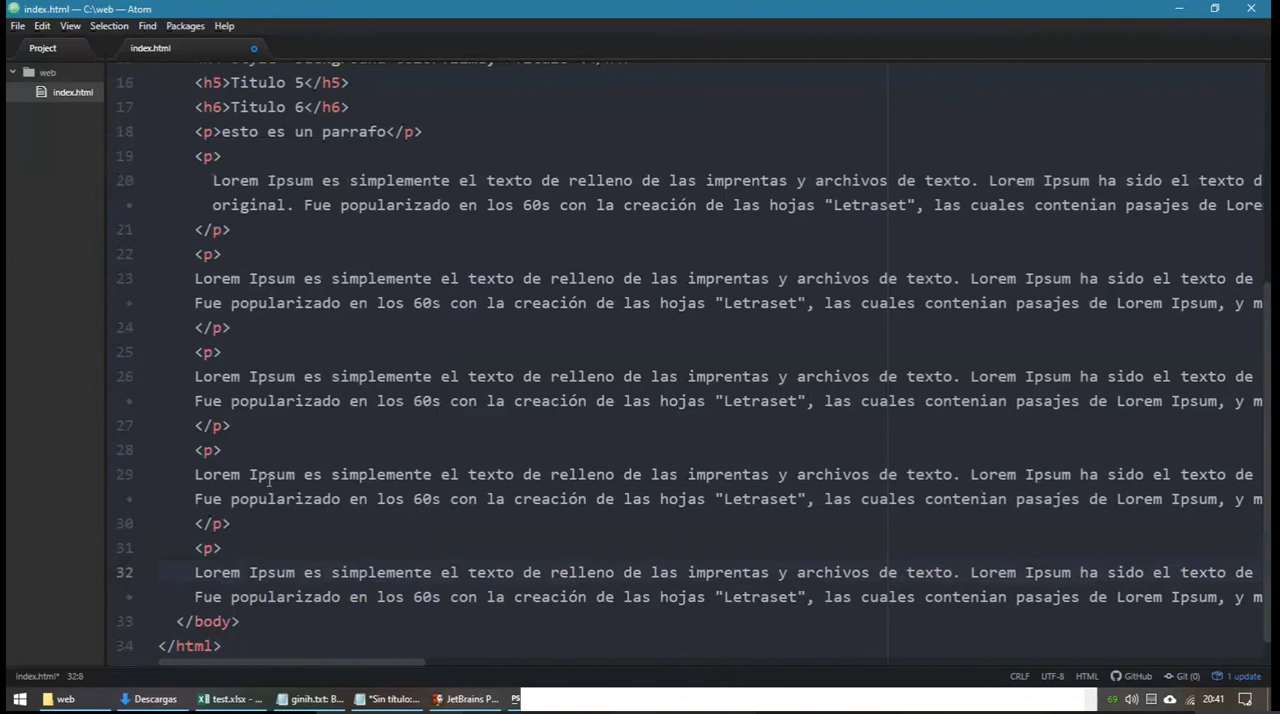 index.html — C:\web — Atom
File Edit View Selection Find Packages Help
Project index.html
web
index.html
16 <h5>Titulo 5</h5>
17 <h6>Titulo 6</h6>
18 <p>esto es un parrafo</p>
19 <p>
20 Lorem Ipsum es simplemente el texto de relleno de las imprentas y archivos de texto. Lorem Ipsum ha sido el texto d
• original. Fue popularizado en los 60s con la creación de las hojas "Letraset", las cuales contenian pasajes de Lore
21 </p>
22 <p>
23 Lorem Ipsum es simplemente el texto de relleno de las imprentas y archivos de texto. Lorem Ipsum ha sido el texto de
• Fue popularizado en los 60s con la creación de las hojas "Letraset", las cuales contenian pasajes de Lorem Ipsum, y m
24 </p>
25 <p>
26 Lorem Ipsum es simplemente el texto de relleno de las imprentas y archivos de texto. Lorem Ipsum ha sido el texto de
• Fue popularizado en los 60s con la creación de las hojas "Letraset", las cuales contenian pasajes de Lorem Ipsum, y m
27 </p>
28 <p>
29 Lorem Ipsum es simplemente el texto de relleno de las imprentas y archivos de texto. Lorem Ipsum ha sido el texto de
• Fue popularizado en los 60s con la creación de las hojas "Letraset", las cuales contenian pasajes de Lorem Ipsum, y m
30 </p>
31 <p>
32 Lorem Ipsum es simplemente el texto de relleno de las imprentas y archivos de texto. Lorem Ipsum ha sido el texto de
• Fue popularizado en los 60s con la creación de las hojas "Letraset", las cuales contenian pasajes de Lorem Ipsum, y m
33 </body>
34 </html>
index.html* 32:8 CRLF UTF-8 HTML GitHub Git (0) 1 update
web Descargas test.xlsx - ... ginih.txt: B... *Sin título:... JetBrains P... PS 69 20:41